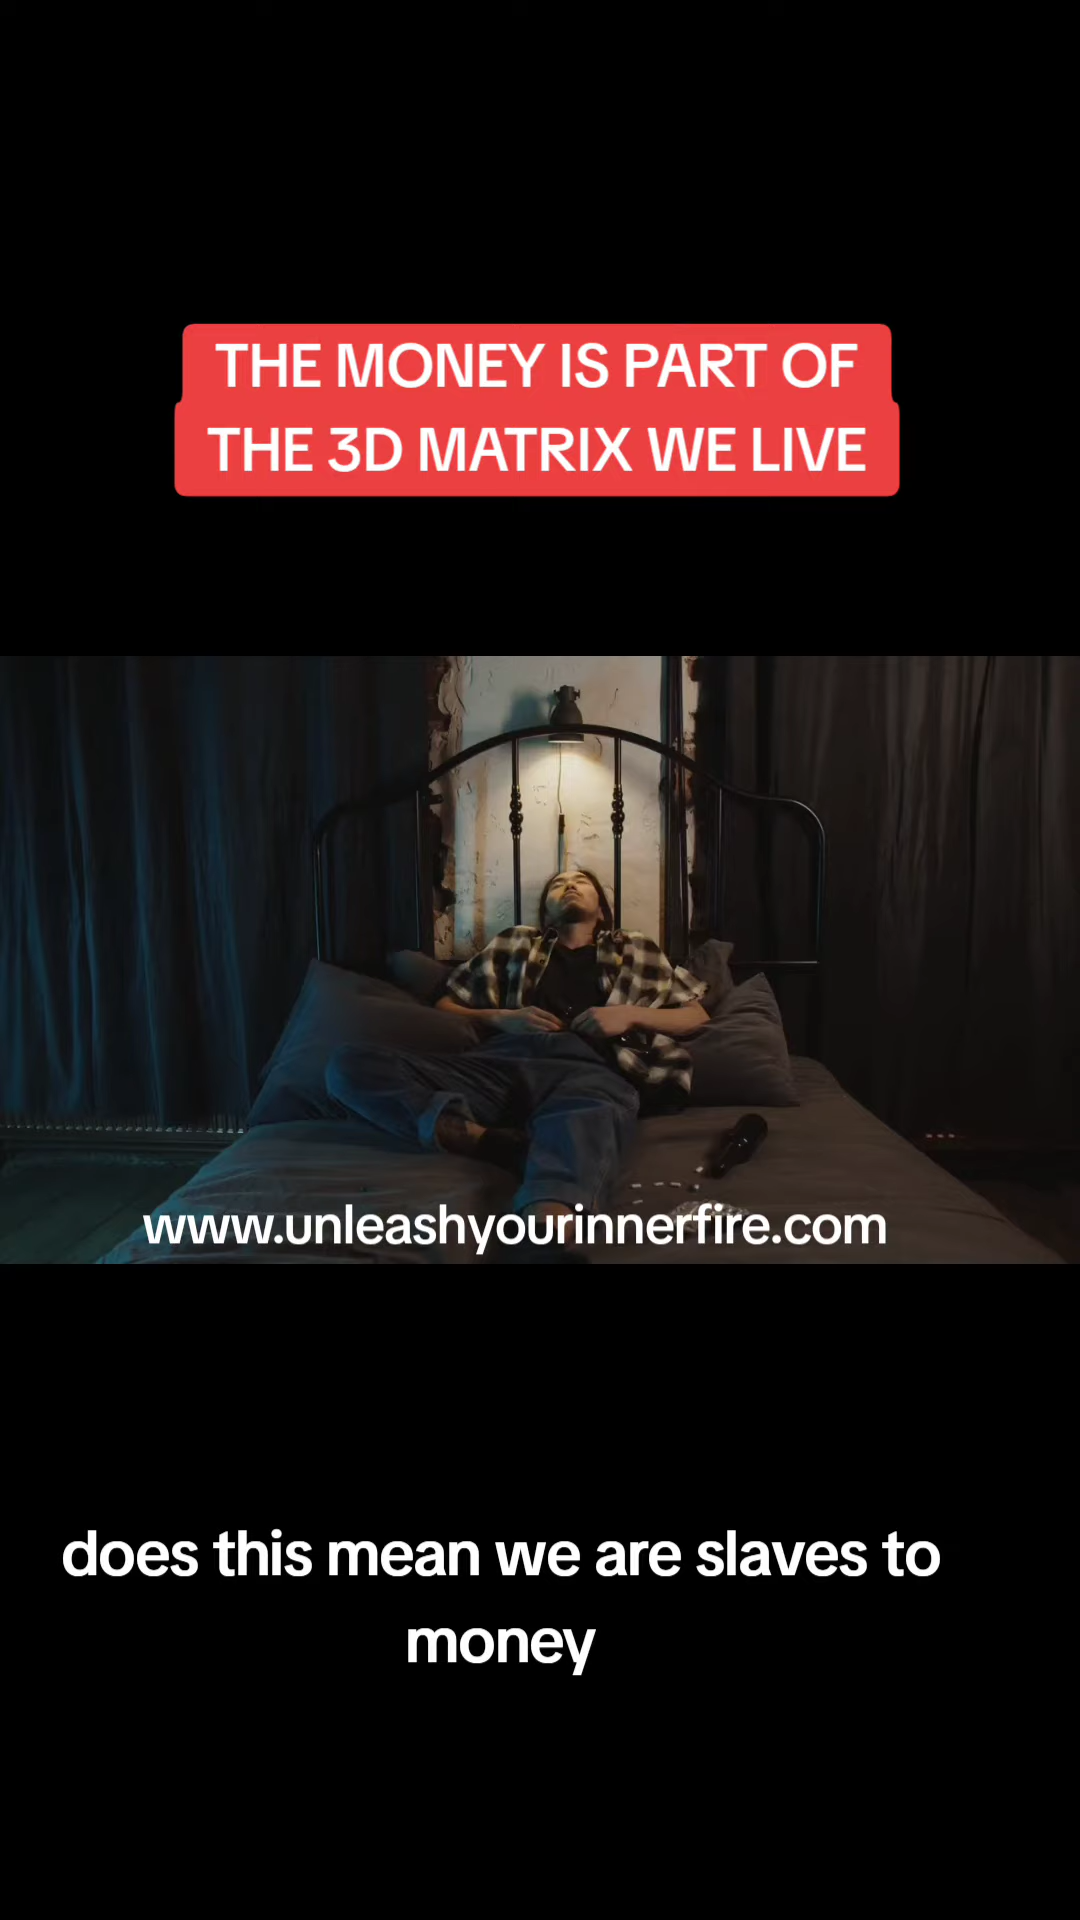 THE MONEY IS PART OF
THE 3D MATRIX WE LIVE
www.unleashyourinnerfire.com
does this mean we are slaves to
money